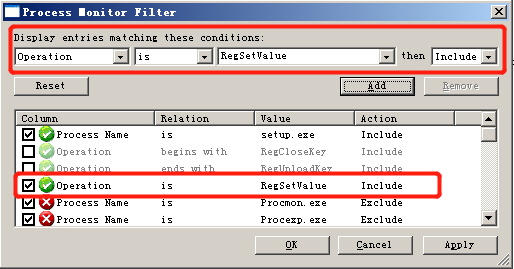 Process Monitor Filter
Display entries matching these conditions:
Operation is RegSetValue then Include
Reset Add Remove
Column Relation Value Action
Process Name is setup.exe Include
Operation begins with RegCloseKey Include
Operation ends with RegUploadKey Include
Operation is RegSetValue Include
Process Name is Procmon.exe Exclude
Process Name is Procexp.exe Exclude
OK Cancel Apply